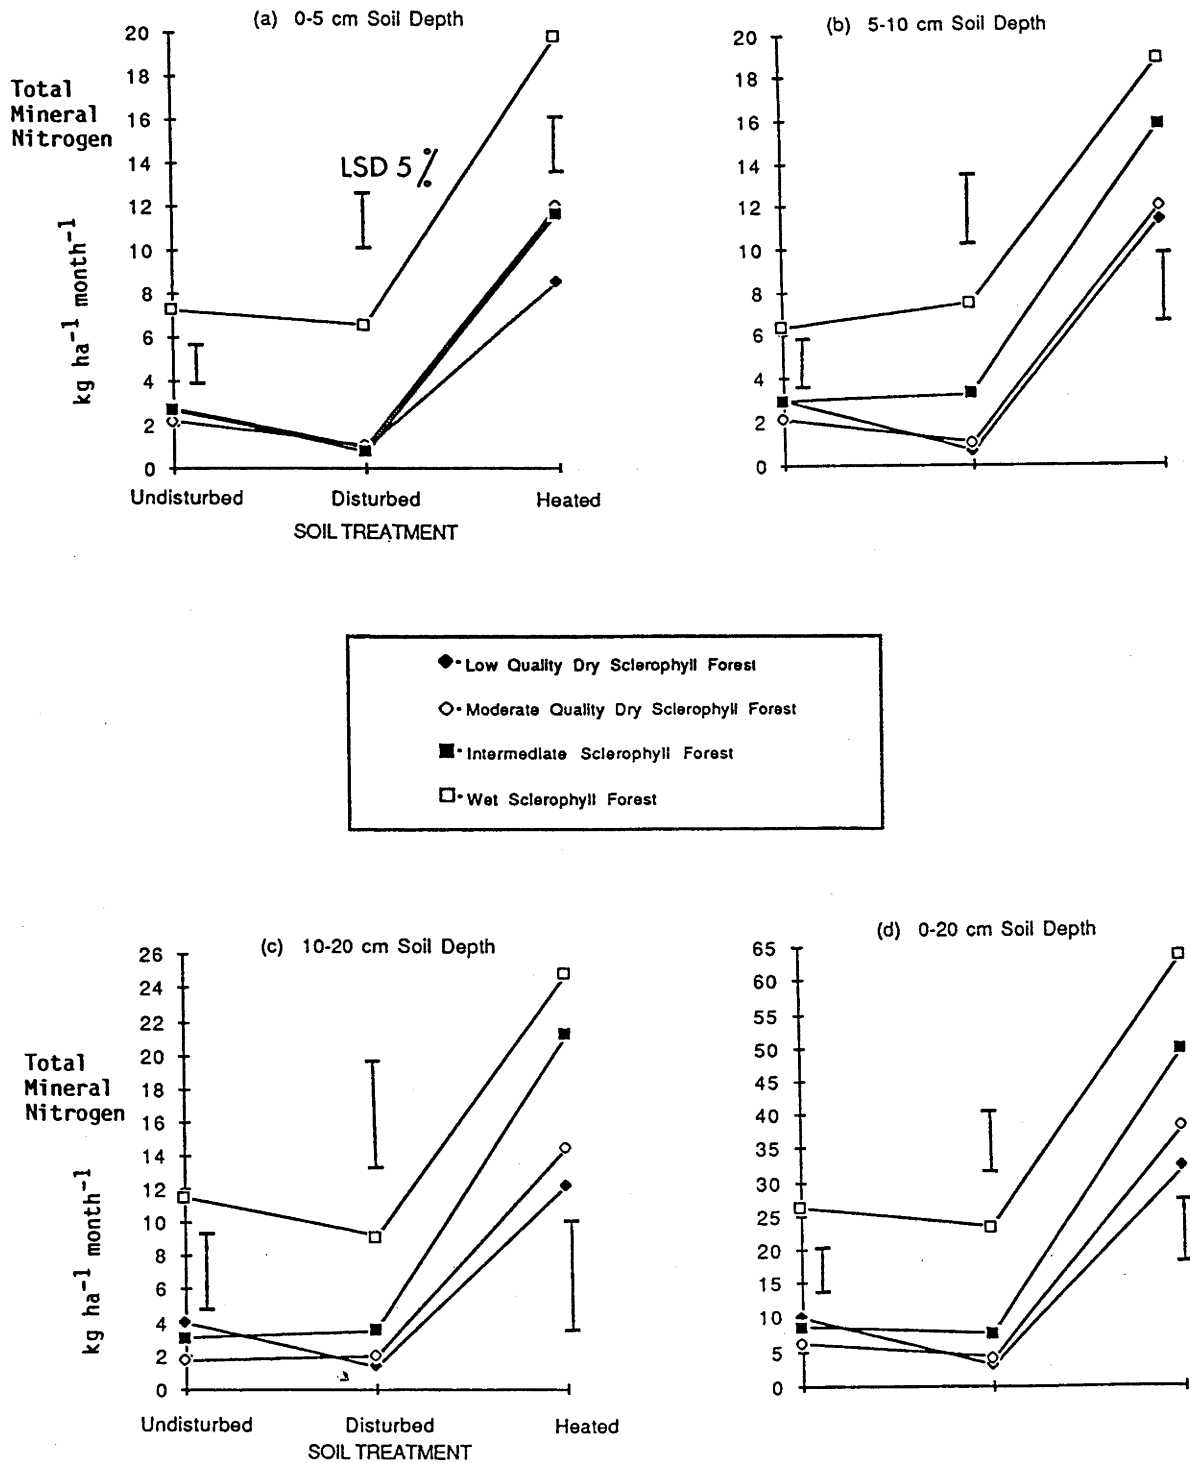 (a) 0-5 cm Soil Depth
20
18
16
14
12
10
8
6
4
2
0
Total
Mineral
Nitrogen
kg ha⁻¹ month⁻¹
LSD 5%
Undisturbed Disturbed Heated
SOIL TREATMENT
(b) 5-10 cm Soil Depth
20
18
16
14
12
10
8
6
4
2
0
Low Quality Dry Sclerophyll Forest
Moderate Quality Dry Sclerophyll Forest
Intermediate Sclerophyll Forest
Wet Sclerophyll Forest
(c) 10-20 cm Soil Depth
26
24
22
20
18
16
14
12
10
8
6
4
2
0
Total
Mineral
Nitrogen
kg ha⁻¹ month⁻¹
Undisturbed Disturbed Heated
SOIL TREATMENT
(d) 0-20 cm Soil Depth
65
60
55
50
45
40
35
30
25
20
15
10
5
0